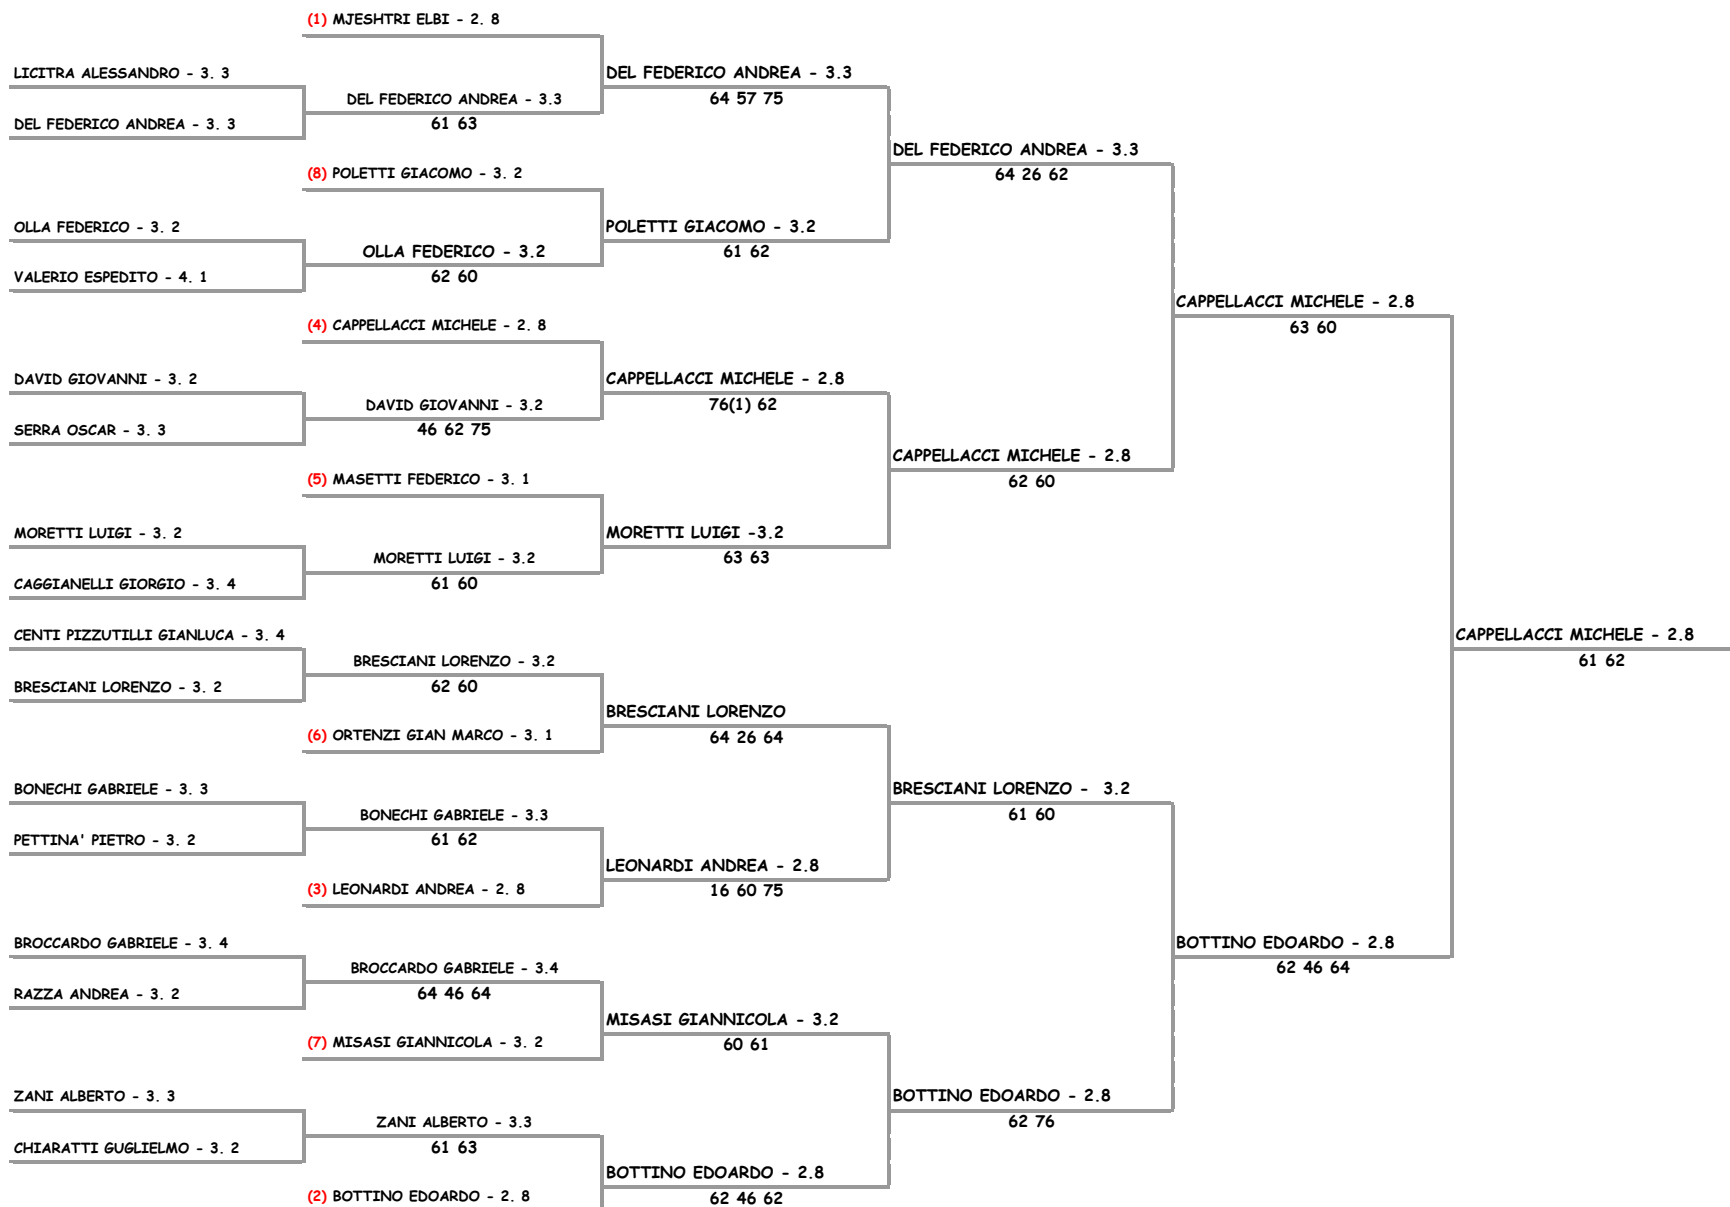 (1) MJESHTRI ELBI - 2. 8
LICITRA ALESSANDRO - 3. 3
DEL FEDERICO ANDREA - 3.3
DEL FEDERICO ANDREA - 3.3
64 57 75
DEL FEDERICO ANDREA - 3. 3
61 63
DEL FEDERICO ANDREA - 3.3
64 26 62
(8) POLETTI GIACOMO - 3. 2
OLLA FEDERICO - 3. 2
POLETTI GIACOMO - 3.2
61 62
OLLA FEDERICO - 3.2
62 60
VALERIO ESPEDITO - 4. 1
CAPPELLACCI MICHELE - 2.8
63 60
(4) CAPPELLACCI MICHELE - 2. 8
DAVID GIOVANNI - 3. 2
CAPPELLACCI MICHELE - 2.8
76(1) 62
DAVID GIOVANNI - 3.2
46 62 75
SERRA OSCAR - 3. 3
CAPPELLACCI MICHELE - 2.8
62 60
(5) MASETTI FEDERICO - 3. 1
MORETTI LUIGI - 3. 2
MORETTI LUIGI -3.2
63 63
MORETTI LUIGI - 3.2
61 60
CAGGIANELLI GIORGIO - 3. 4
CENTI PIZZUTILLI GIANLUCA - 3. 4
CAPPELLACCI MICHELE - 2.8
61 62
BRESCIANI LORENZO - 3.2
62 60
BRESCIANI LORENZO - 3. 2
BRESCIANI LORENZO
64 26 64
(6) ORTENZI GIAN MARCO - 3. 1
BONECHI GABRIELE - 3. 3
BRESCIANI LORENZO -  3.2
61 60
BONECHI GABRIELE - 3.3
61 62
PETTINA' PIETRO - 3. 2
LEONARDI ANDREA - 2.8
16 60 75
(3) LEONARDI ANDREA - 2. 8
BROCCARDO GABRIELE - 3. 4
BOTTINO EDOARDO - 2.8
62 46 64
BROCCARDO GABRIELE - 3.4
64 46 64
RAZZA ANDREA - 3. 2
MISASI GIANNICOLA - 3.2
60 61
(7) MISASI GIANNICOLA - 3. 2
ZANI ALBERTO - 3. 3
BOTTINO EDOARDO - 2.8
62 76
ZANI ALBERTO - 3.3
61 63
CHIARATTI GUGLIELMO - 3. 2
BOTTINO EDOARDO - 2.8
62 46 62
(2) BOTTINO EDOARDO - 2. 8